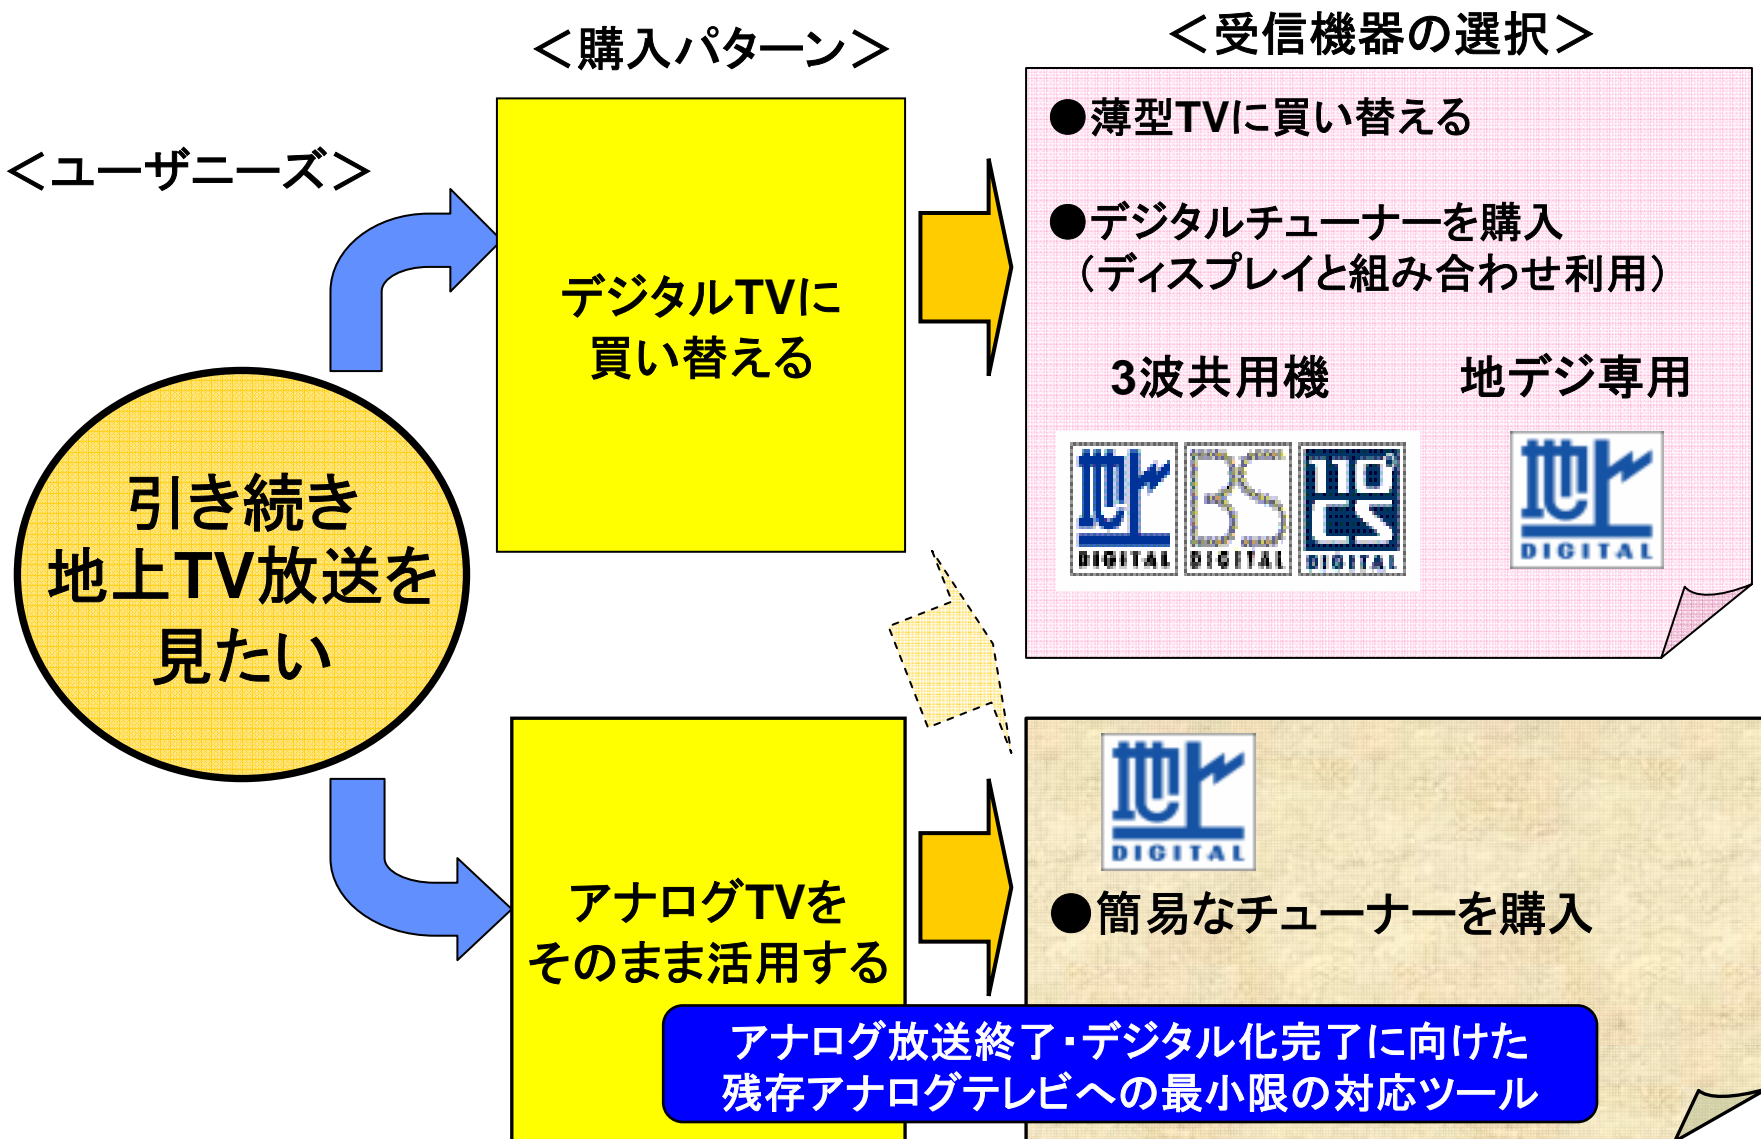 ＜購入パターン＞
＜受信機器の選択＞
＜ユーザニーズ＞
引き続き
地上TV放送を
見たい
デジタルTVに
買い替える
●薄型TVに買い替える
●デジタルチューナーを購入
（ディスプレイと組み合わせ利用）
3波共用機
地デジ専用
地上
DIGITAL
BS
DIGITAL
110°
CS
DIGITAL
地上
DIGITAL
アナログTVを
そのまま活用する
地上
DIGITAL
●簡易なチューナーを購入
アナログ放送終了・デジタル化完了に向けた
残存アナログテレビへの最小限の対応ツール